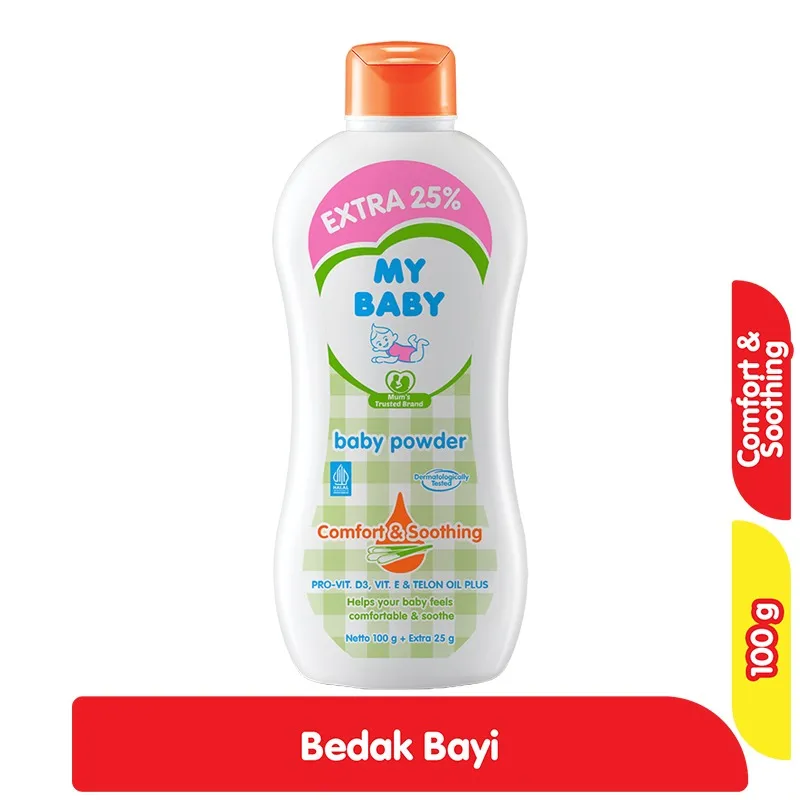 EXTRA 25%
MY
BABY
Mum's
Trusted Brand
baby powder
HALAL
Dermatologically
Tested
Comfort & Soothing
PRO-VIT. D3, VIT. E & TELON OIL PLUS
Helps your baby feels
comfortable & soothe
Netto 100 g + Extra 25 g
Comfort &
Soothing
100 g
Bedak Bayi